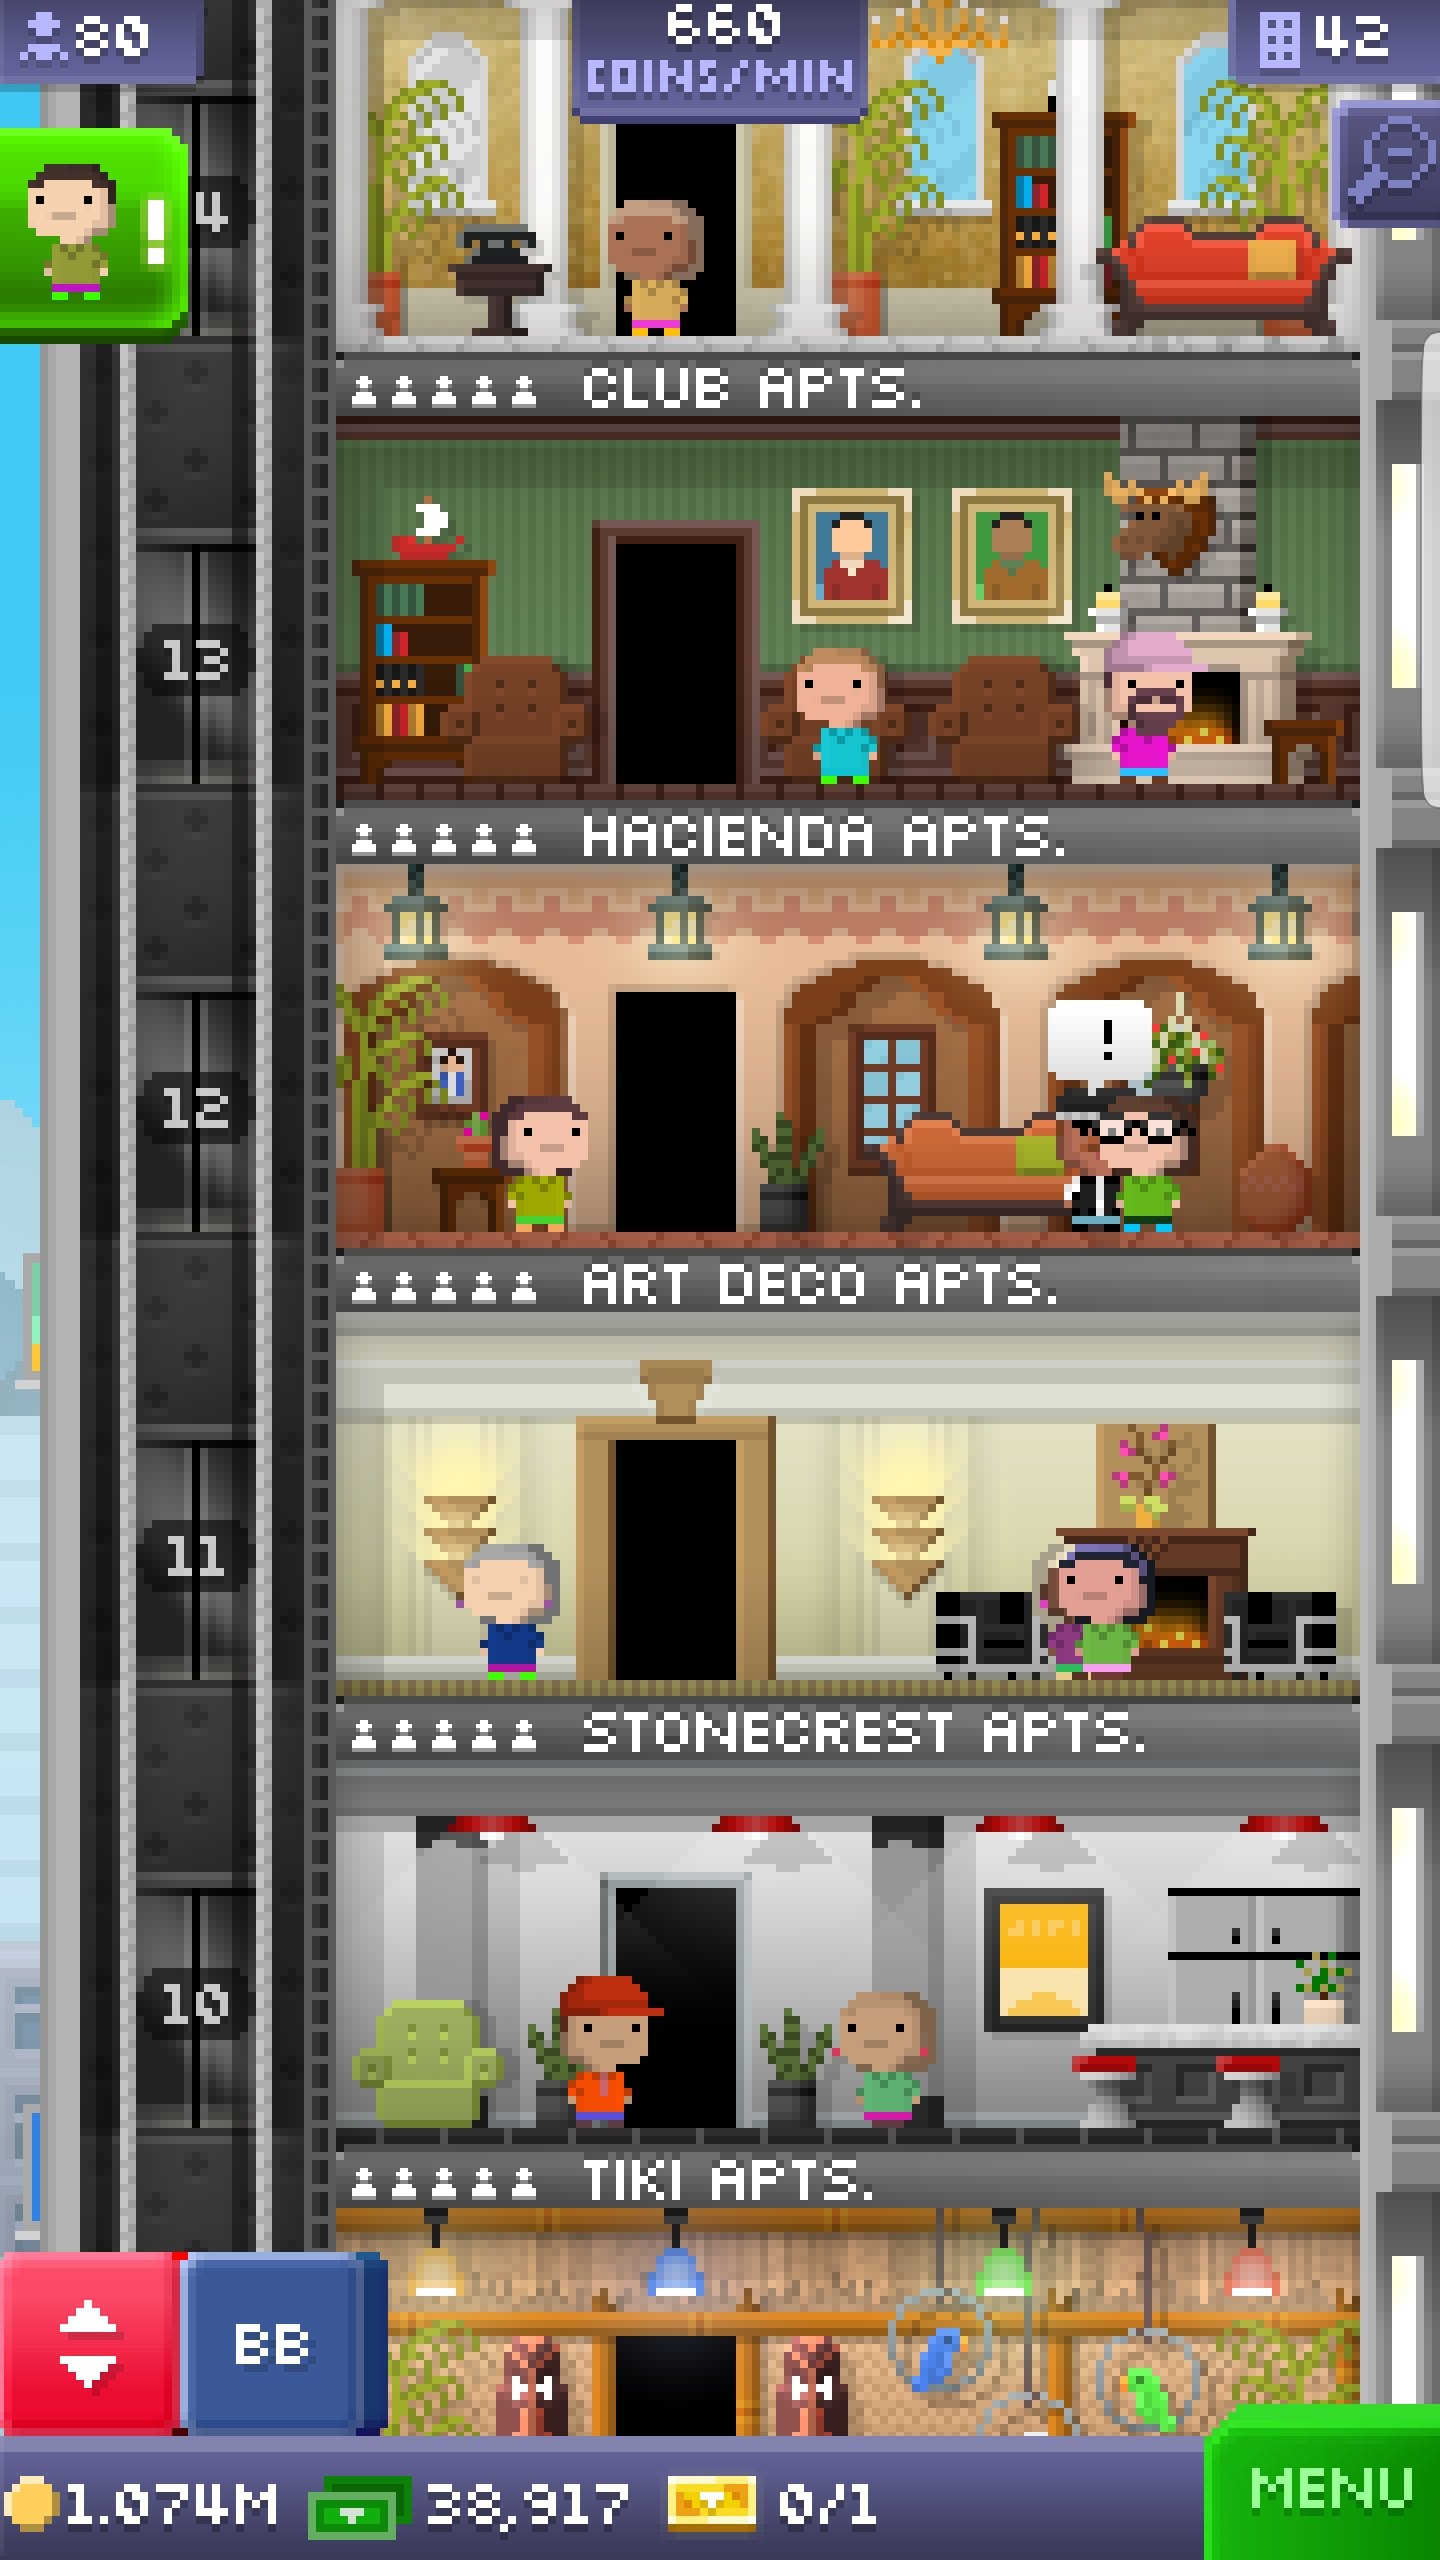 80
660
COINS/MIN
42
!
4
CLUB APTS.
13
HACIENDA APTS.
!
12
ART DECO APTS.
11
STONECREST APTS.
10
TIKI APTS.
BB
1.074M
38,917
0/1
MENU